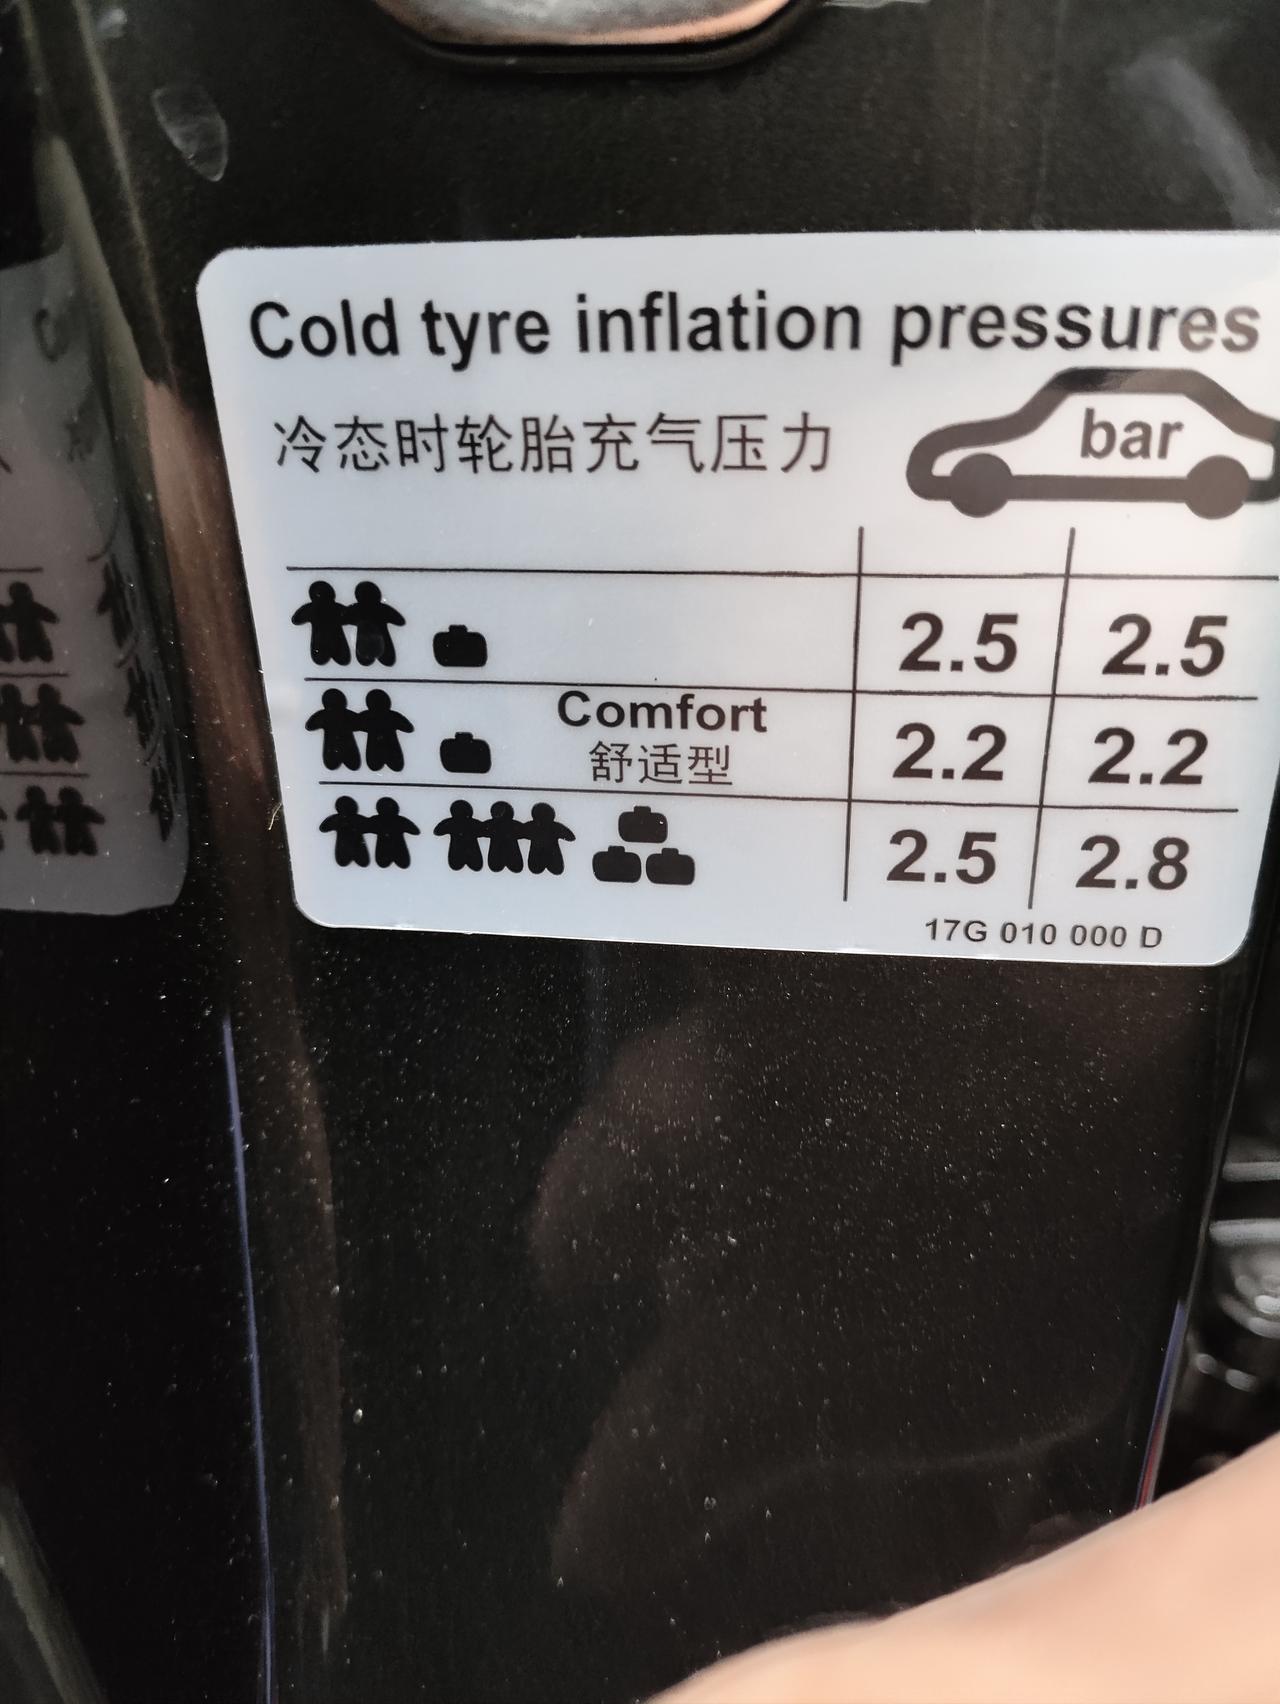 Cold tyre inflation pressures
冷态时轮胎充气压力
bar
2.5 2.5
Comfort
舒适型
2.2 2.2
2.5 2.8
17G 010 000 D